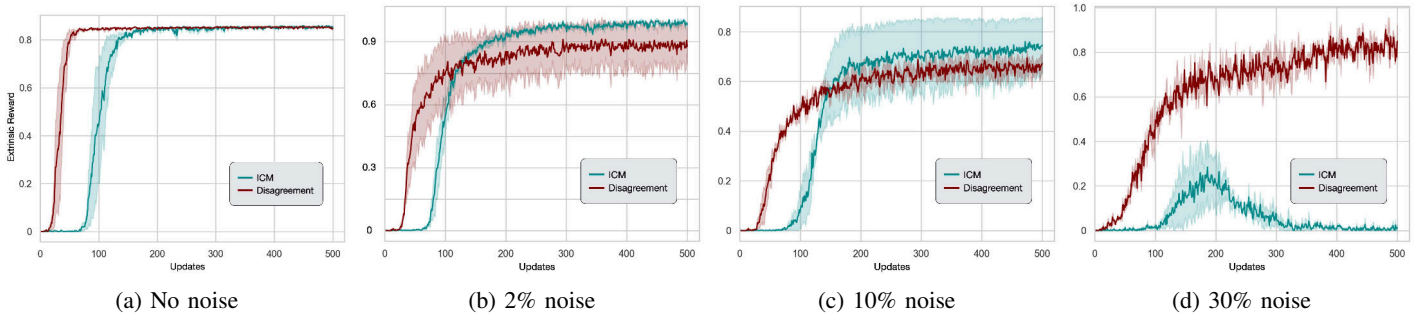 Extrinsic Reward
0.8
0.6
0.4
0.2
0
0
100
200
300
400
500
Updates
ICM
Disagreement
(a) No noise
0.9
0.9
0.6
0.3
0
0
100
200
300
400
500
Updates
ICM
Disagreement
(b) 2% noise
0.8
0.6
0.4
0.2
0
0
100
200
300
400
500
Updates
ICM
Disagreement
(c) 10% noise
1.0
0.8
0.6
0.4
0.2
0
0
100
200
300
400
500
Updates
ICM
Disagreement
(d) 30% noise